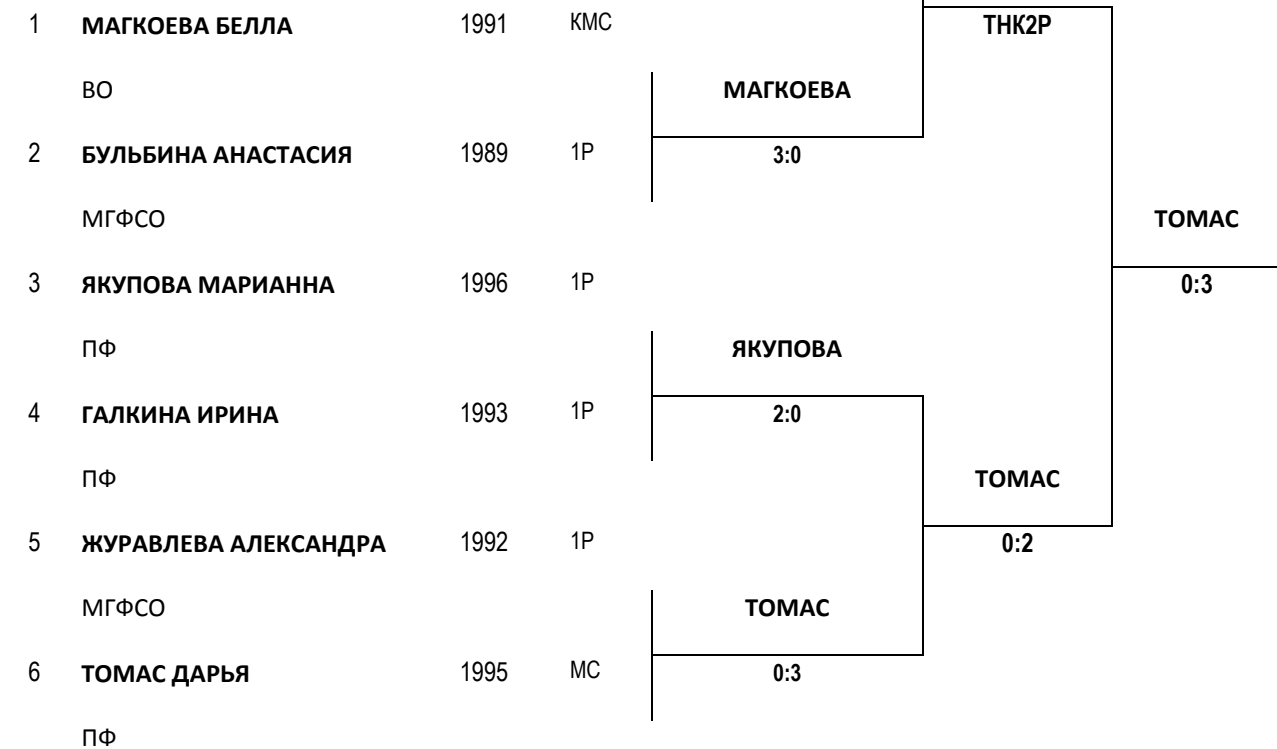 1 МАГКОЕВА БЕЛЛА 1991 КМС ТНК2Р
ВО МАГКОЕВА
2 БУЛЬБИНА АНАСТАСИЯ 1989 1Р 3:0
МГФСО ТОМАС
3 ЯКУПОВА МАРИАННА 1996 1Р 0:3
ПФ ЯКУПОВА
4 ГАЛКИНА ИРИНА 1993 1Р 2:0
ПФ ТОМАС
5 ЖУРАВЛЕВА АЛЕКСАНДРА 1992 1Р 0:2
МГФСО ТОМАС
6 ТОМАС ДАРЬЯ 1995 МС 0:3
ПФ